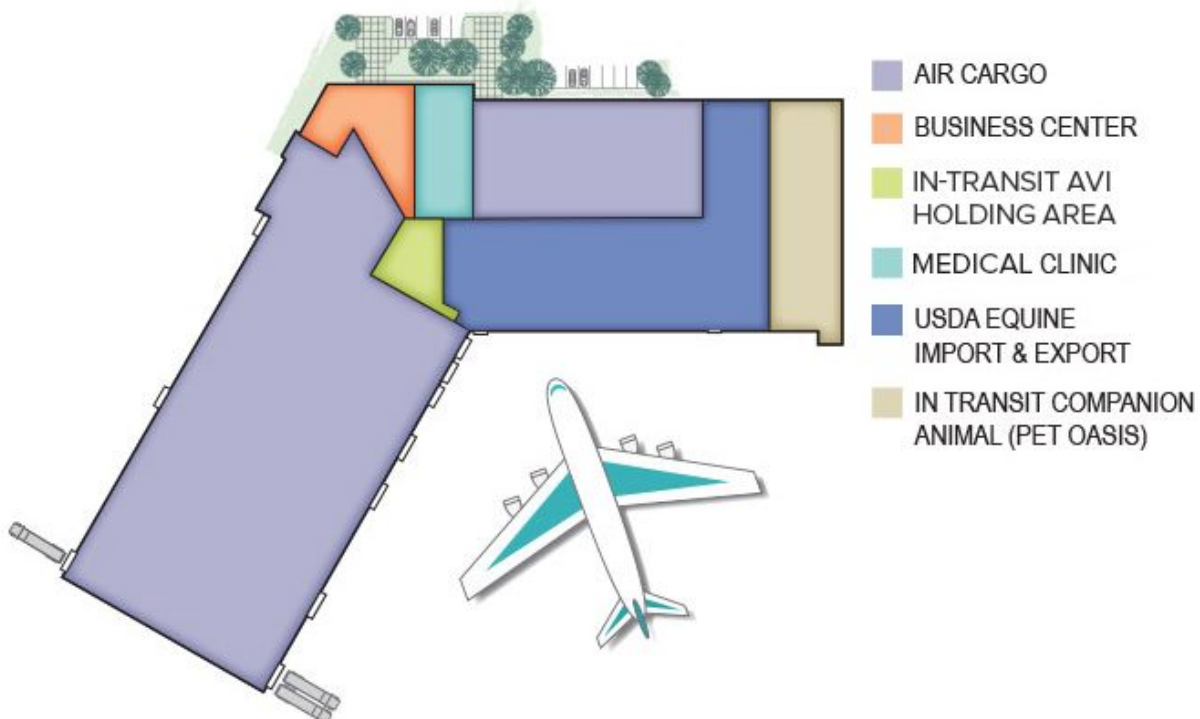 AIR CARGO
BUSINESS CENTER
IN-TRANSIT AVI
HOLDING AREA
MEDICAL CLINIC
USDA EQUINE
IMPORT & EXPORT
IN TRANSIT COMPANION
ANIMAL (PET OASIS)